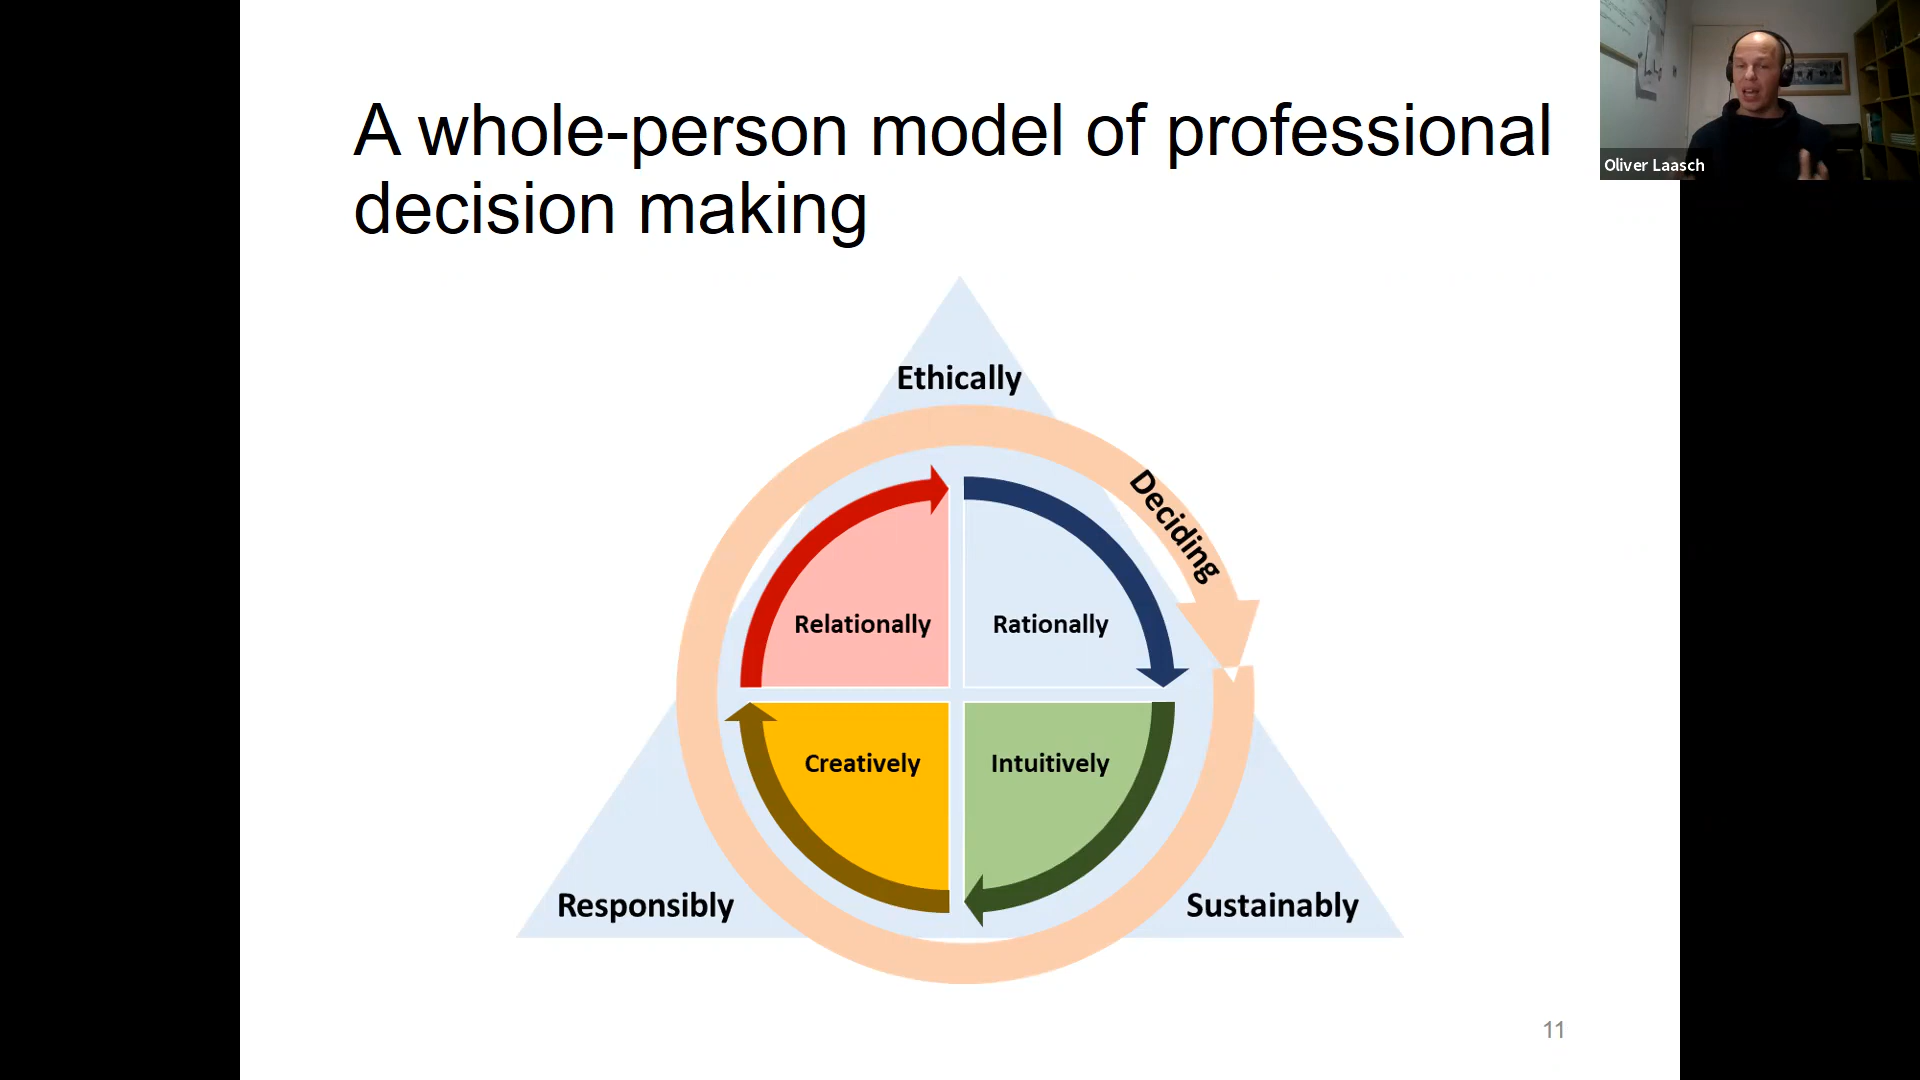 A whole-person model of professional
decision making
Oliver Laasch
Ethically
Deciding
Relationally
Rationally
Creatively
Intuitively
Responsibly
Sustainably
11